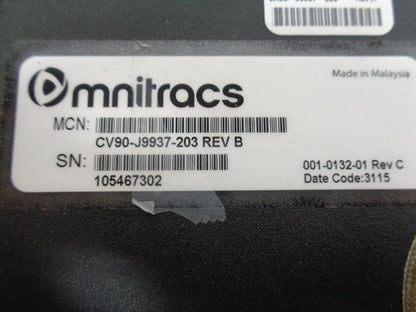 Omnitracs
Made in Malaysia
MCN:
CV90-J9937-203 REV B
SN:
105467302
001-0132-01 Rev C
Date Code:3115